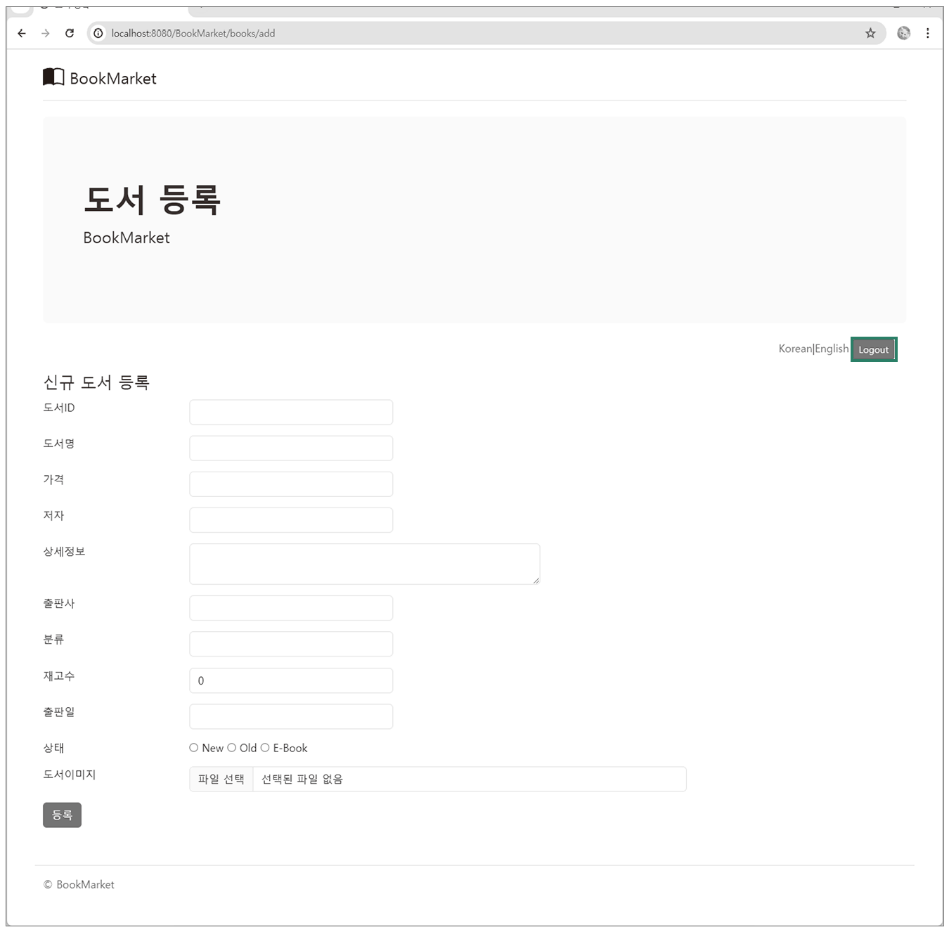 localhost:8080/BookMarket/books/add
BookMarket
도서 등록
BookMarket
Korean|English Logout
신규 도서 등록
도서ID
도서명
가격
저자
상세정보
출판사
분류
재고수 0
출판일
상태 New Old E-Book
도서이미지 파일 선택 선택된 파일 없음
등록
© BookMarket